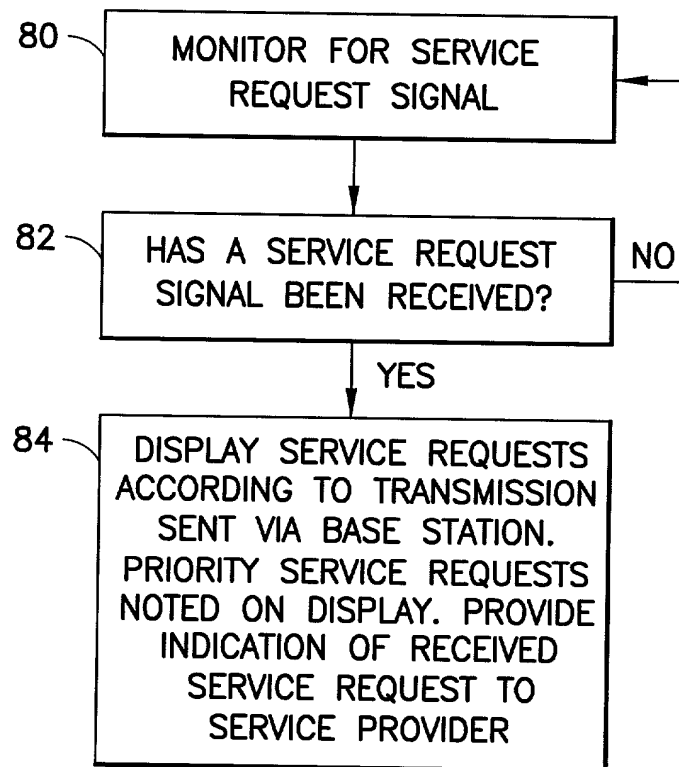 80
MONITOR FOR SERVICE
REQUEST SIGNAL
82
HAS A SERVICE REQUEST
SIGNAL BEEN RECEIVED?
NO
YES
84
DISPLAY SERVICE REQUESTS
ACCORDING TO TRANSMISSION
SENT VIA BASE STATION.
PRIORITY SERVICE REQUESTS
NOTED ON DISPLAY. PROVIDE
INDICATION OF RECEIVED
SERVICE REQUEST TO
SERVICE PROVIDER